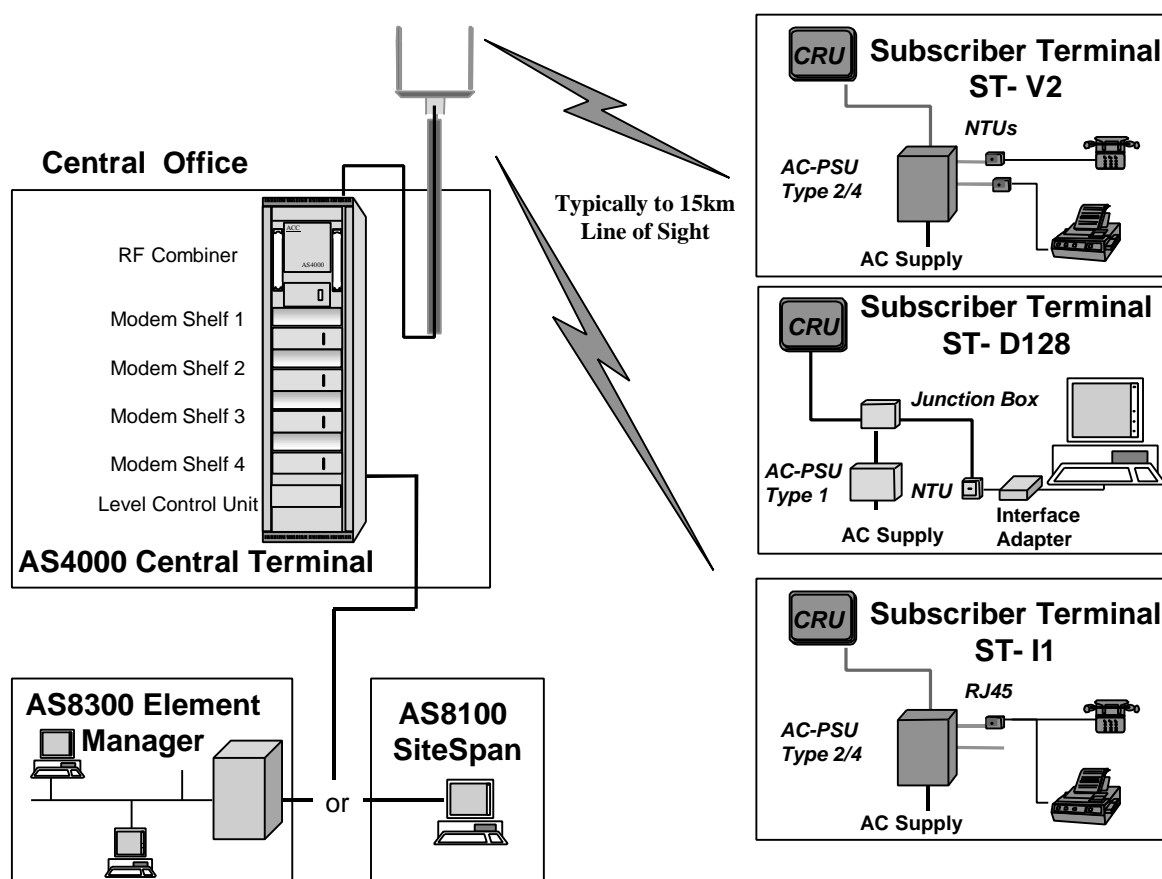 Central  Office
RF Combiner
ACC
AS4000
Modem Shelf 1
Modem Shelf 2
Modem Shelf 3
Modem Shelf 4
Level Control Unit
AS4000 Central Terminal
Typically to 15km
Line of Sight
AS8300 Element
Manager
or
AS8100
SiteSpan
CRU
Subscriber Terminal
ST- V2
NTUs
AC-PSU
Type 2/4
AC Supply
CRU
Subscriber Terminal
ST- D128
Junction Box
AC-PSU
Type 1
NTU
AC Supply
Interface
Adapter
CRU
Subscriber Terminal
ST- I1
RJ45
AC-PSU
Type 2/4
AC Supply